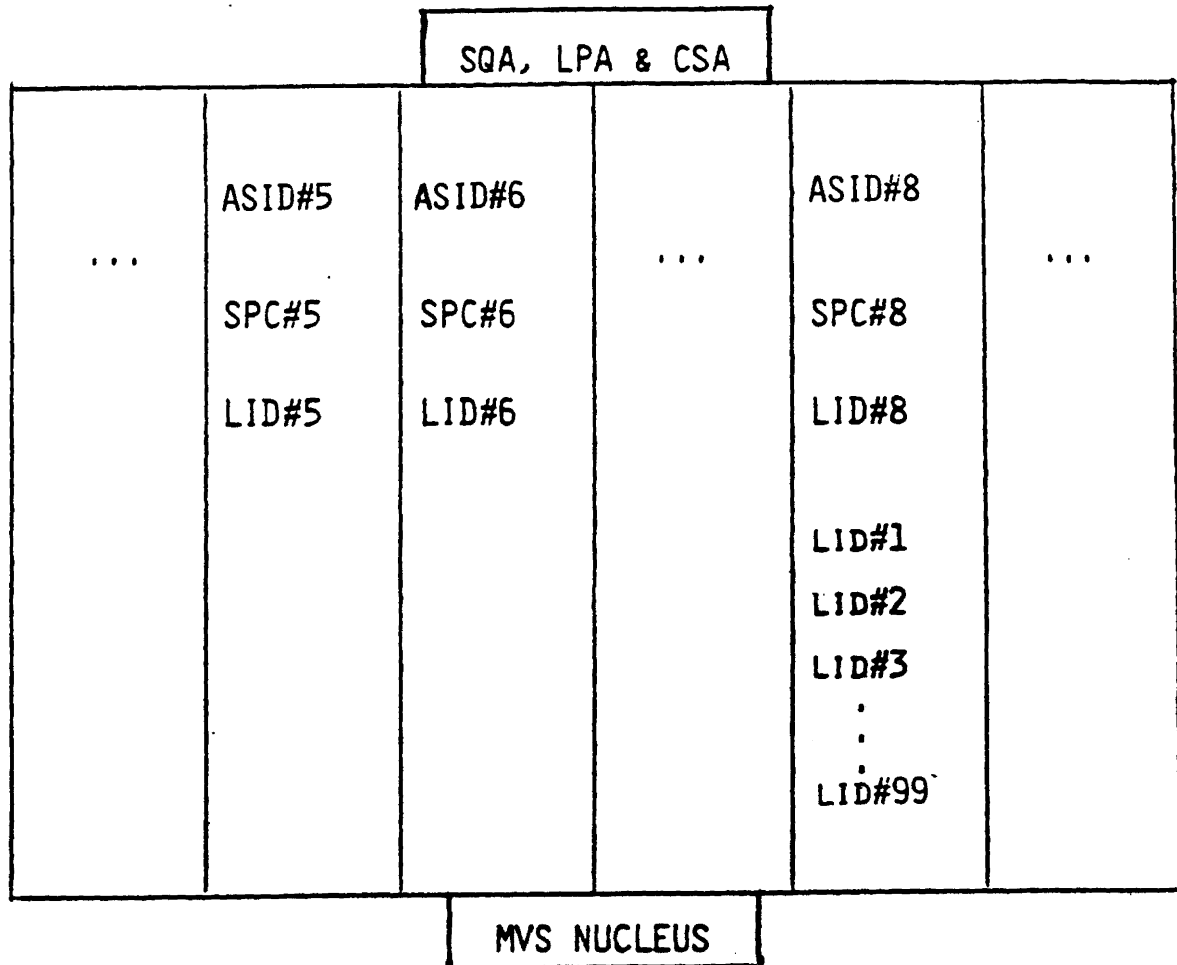 SQA, LPA & CSA
ASID#5 ASID#6 ASID#8
... ... ...
SPC#5 SPC#6 SPC#8
LID#5 LID#6 LID#8
LID#1
LID#2
LID#3
.
.
.
LID#99
MVS NUCLEUS